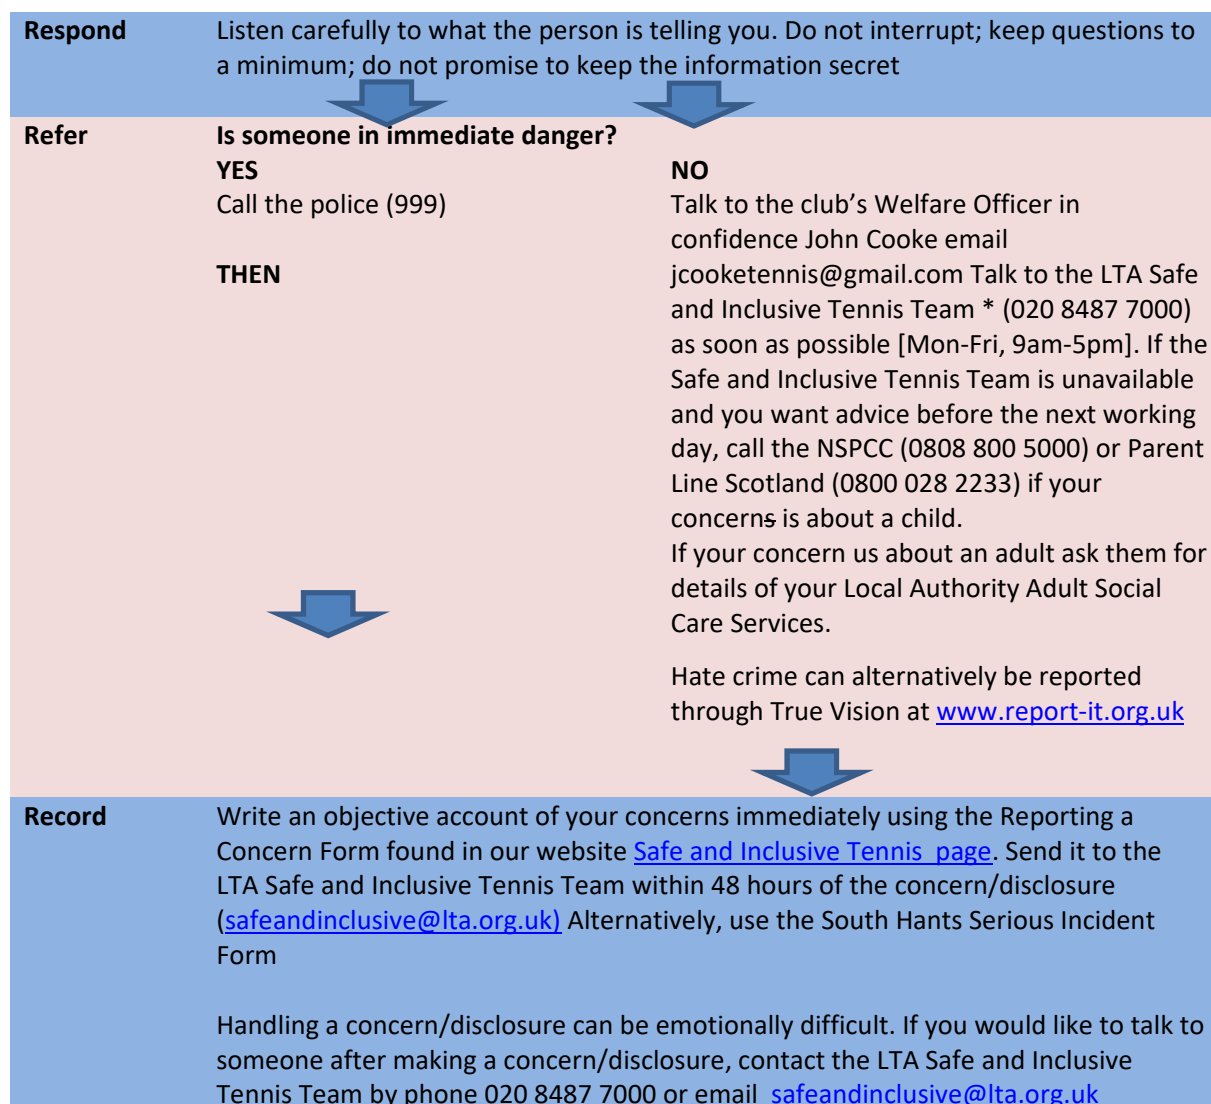 Respond
Listen carefully to what the person is telling you. Do not interrupt; keep questions to
a minimum; do not promise to keep the information secret
Refer
Is someone in immediate danger?
YES
Call the police (999)
THEN
NO
Talk to the club’s Welfare Officer in
confidence John Cooke email
jcooketennis@gmail.com Talk to the LTA Safe
and Inclusive Tennis Team * (020 8487 7000)
as soon as possible [Mon-Fri, 9am-5pm]. If the
Safe and Inclusive Tennis Team is unavailable
and you want advice before the next working
day, call the NSPCC (0808 800 5000) or Parent
Line Scotland (0800 028 2233) if your
concerns is about a child.
If your concern us about an adult ask them for
details of your Local Authority Adult Social
Care Services.
Hate crime can alternatively be reported
through True Vision at www.report-it.org.uk
Record
Write an objective account of your concerns immediately using the Reporting a
Concern Form found in our website Safe and Inclusive Tennis  page. Send it to the
LTA Safe and Inclusive Tennis Team within 48 hours of the concern/disclosure
(safeandinclusive@lta.org.uk) Alternatively, use the South Hants Serious Incident
Form
Handling a concern/disclosure can be emotionally difficult. If you would like to talk to
someone after making a concern/disclosure, contact the LTA Safe and Inclusive
Tennis Team by phone 020 8487 7000 or email  safeandinclusive@lta.org.uk